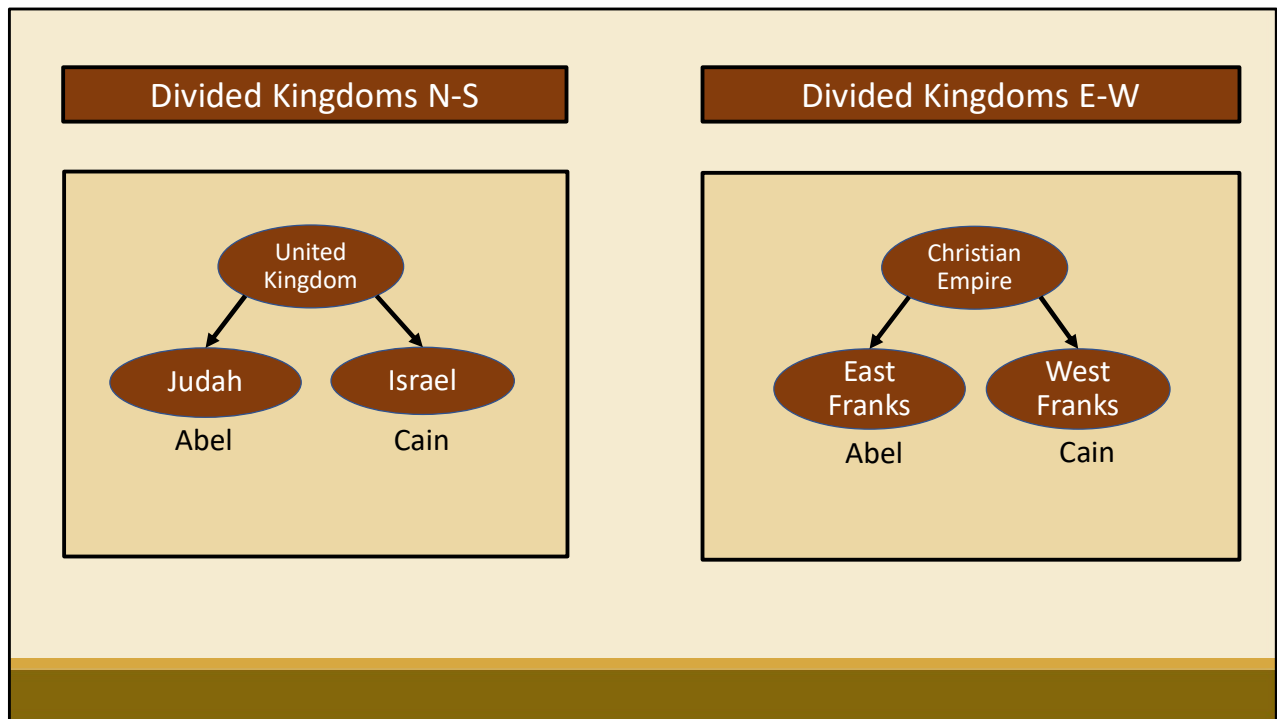 Divided Kingdoms N-S
United
Kingdom
Judah
Israel
Abel
Cain
Divided Kingdoms E-W
Christian
Empire
East
Franks
West
Franks
Abel
Cain